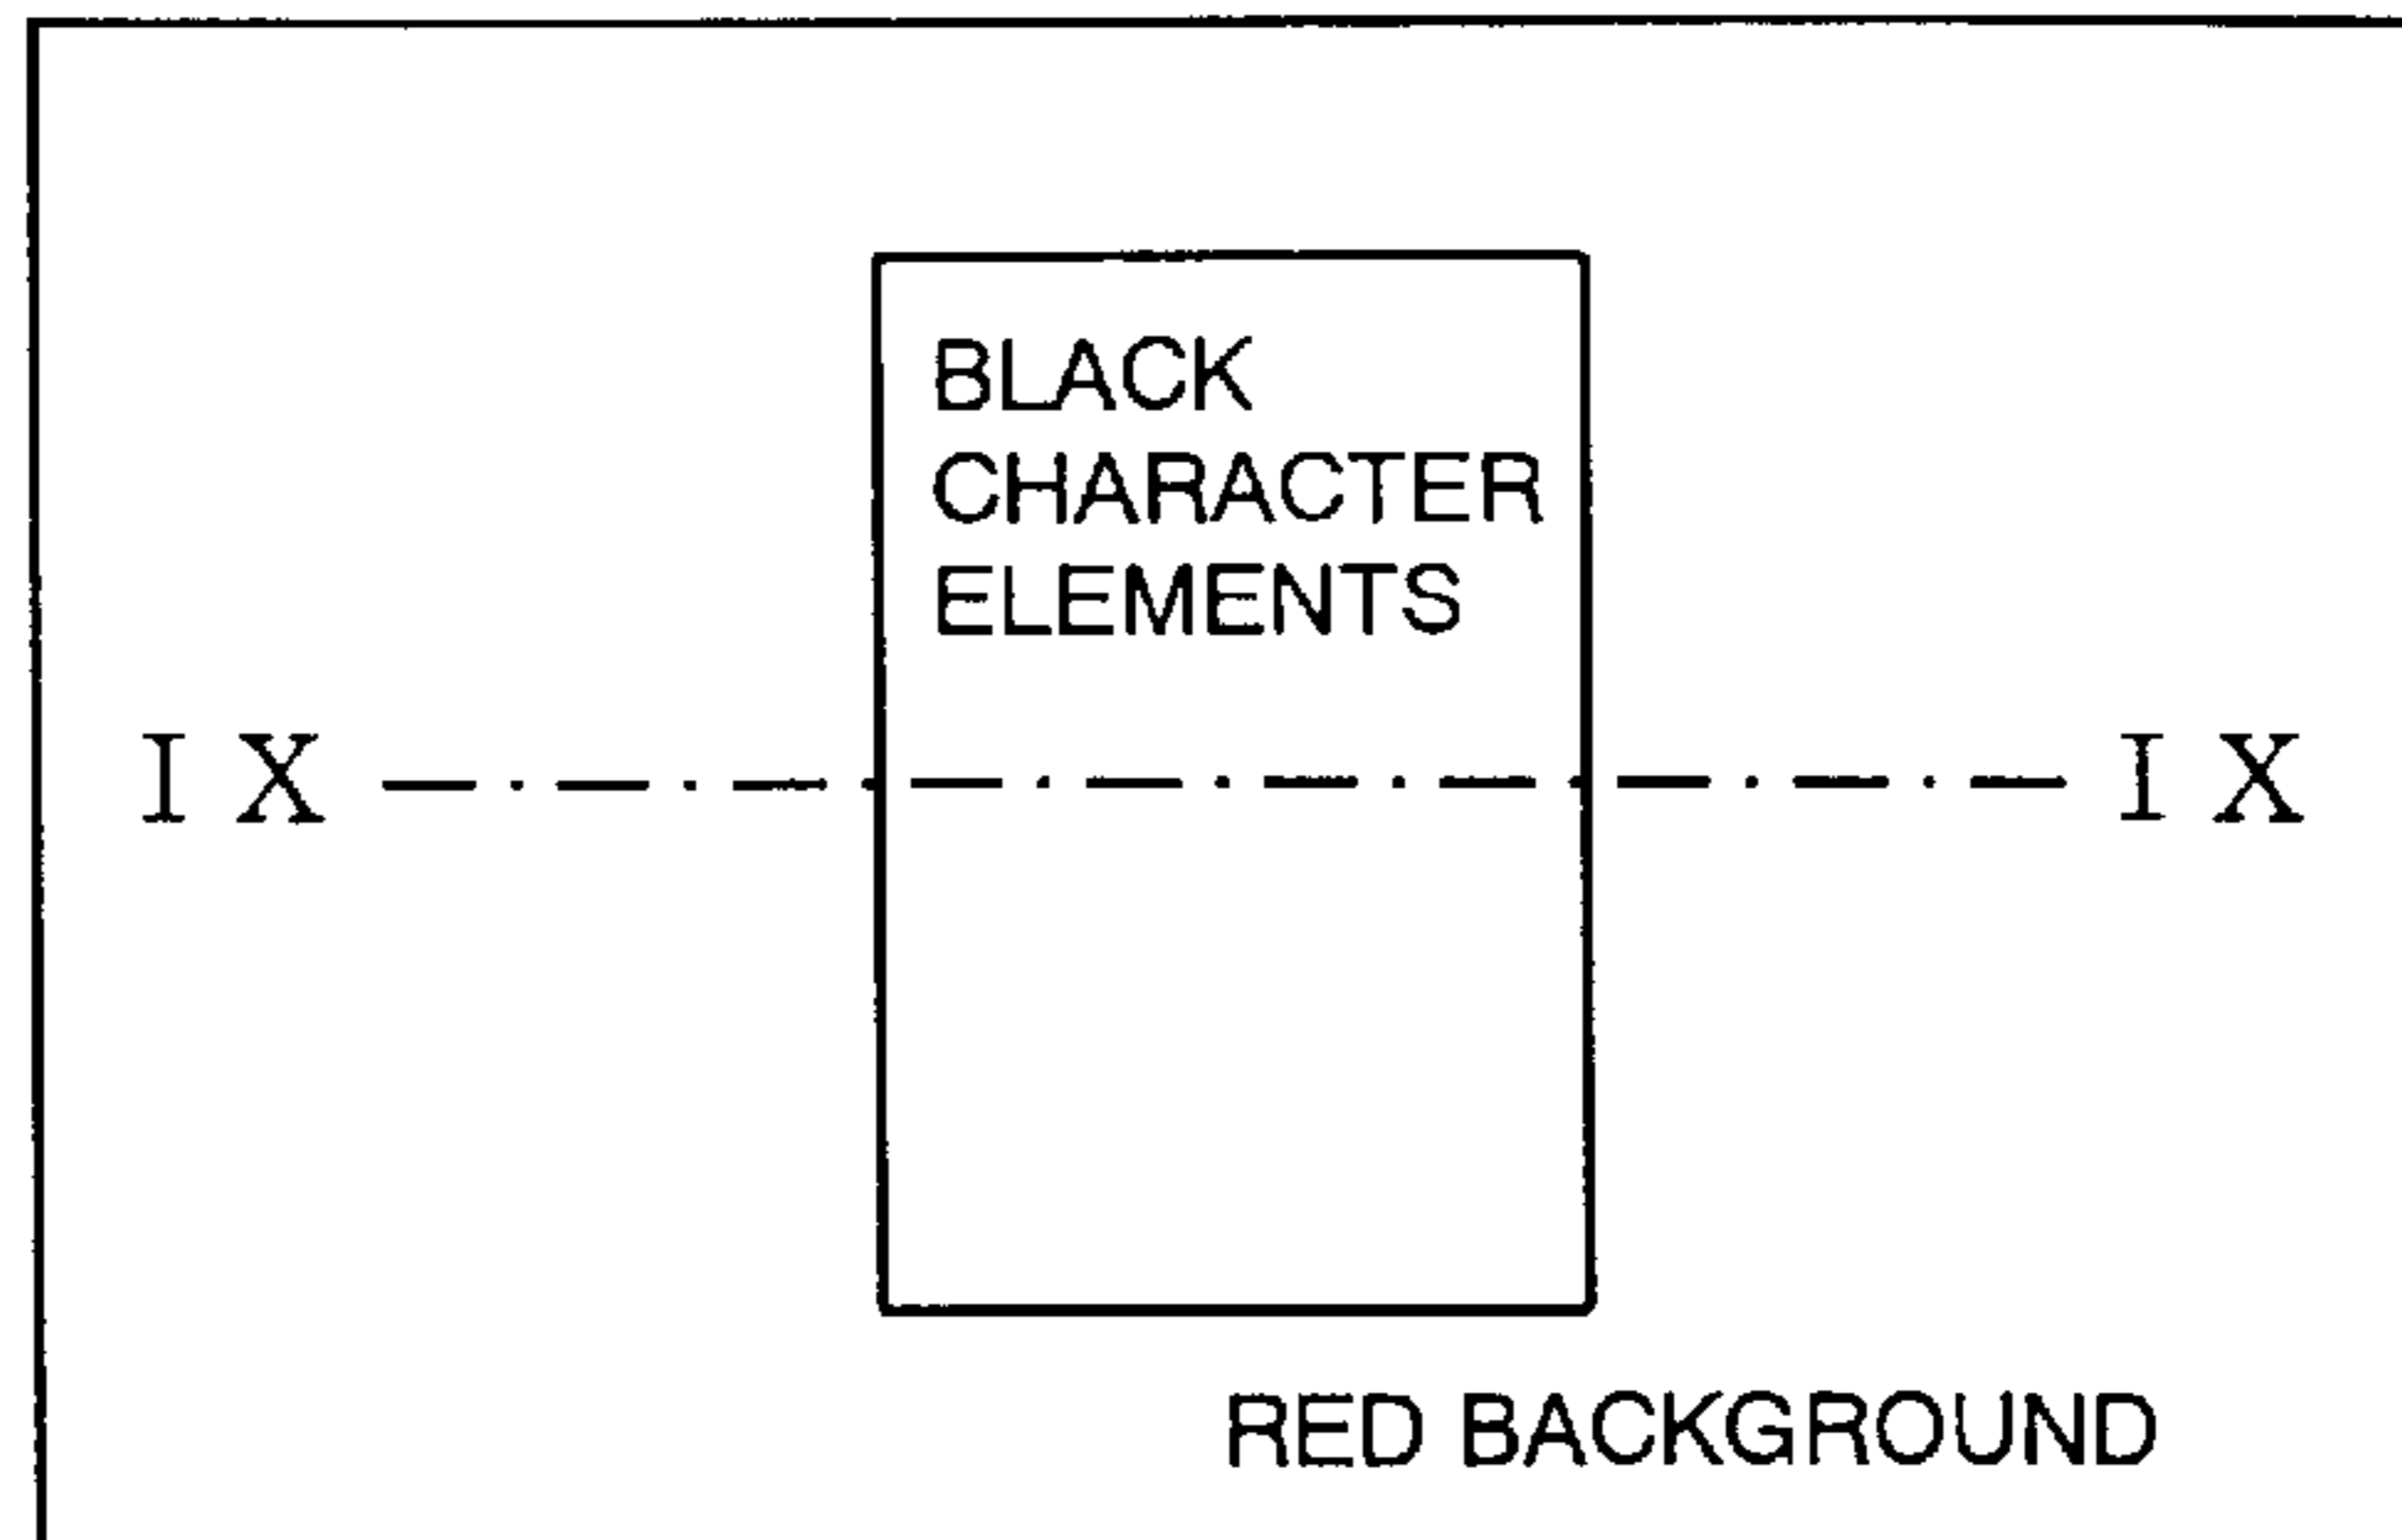 BLACK
CHARACTER
ELEMENTS
IX IX
RED BACKGROUND